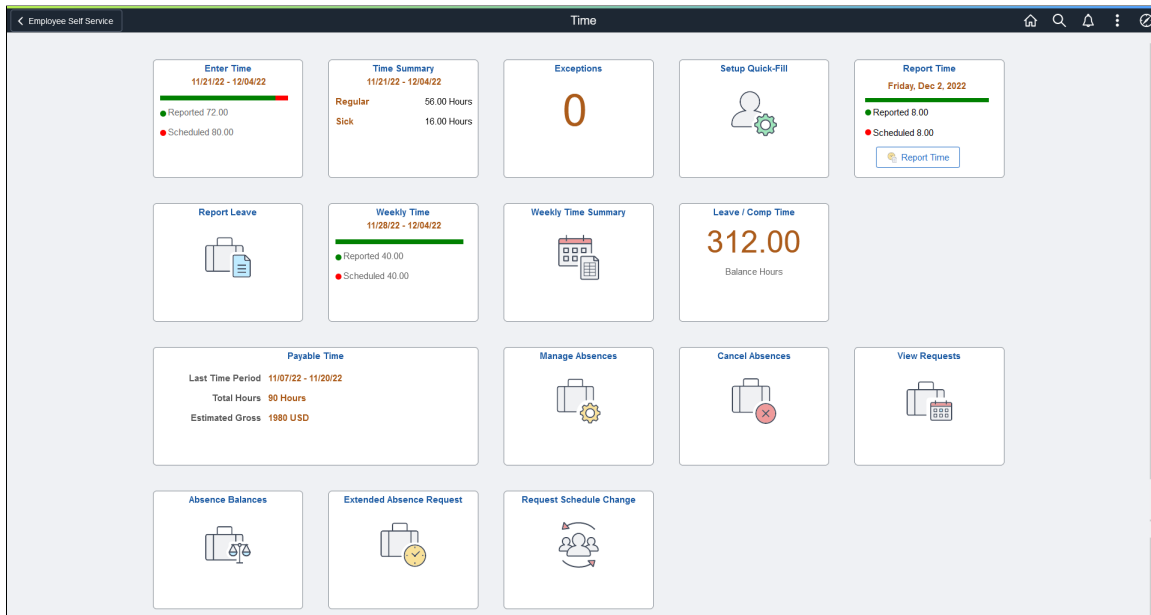 Employee Self Service
Time
Enter Time
11/21/22 - 12/04/22
Reported 72.00
Scheduled 80.00
Time Summary
11/21/22 - 12/04/22
Regular 56.00 Hours
Sick 16.00 Hours
Exceptions
0
Setup Quick-Fill
Report Time
Friday, Dec 2, 2022
Reported 8.00
Scheduled 8.00
Report Time
Report Leave
Weekly Time
11/28/22 - 12/04/22
Reported 40.00
Scheduled 40.00
Weekly Time Summary
Leave / Comp Time
312.00
Balance Hours
Payable Time
Last Time Period 11/07/22 - 11/20/22
Total Hours 90 Hours
Estimated Gross 1980 USD
Manage Absences
Cancel Absences
View Requests
Absence Balances
Extended Absence Request
Request Schedule Change